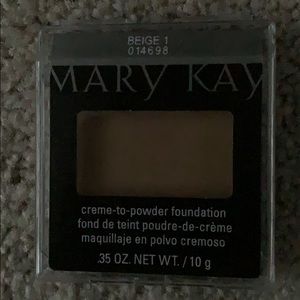 BEIGE 1
014698
MARY KAY
creme-to-powder foundation
fond de teint poudre-de-crème
maquillaje en polvo cremoso
.35 OZ. NET WT. / 10 g